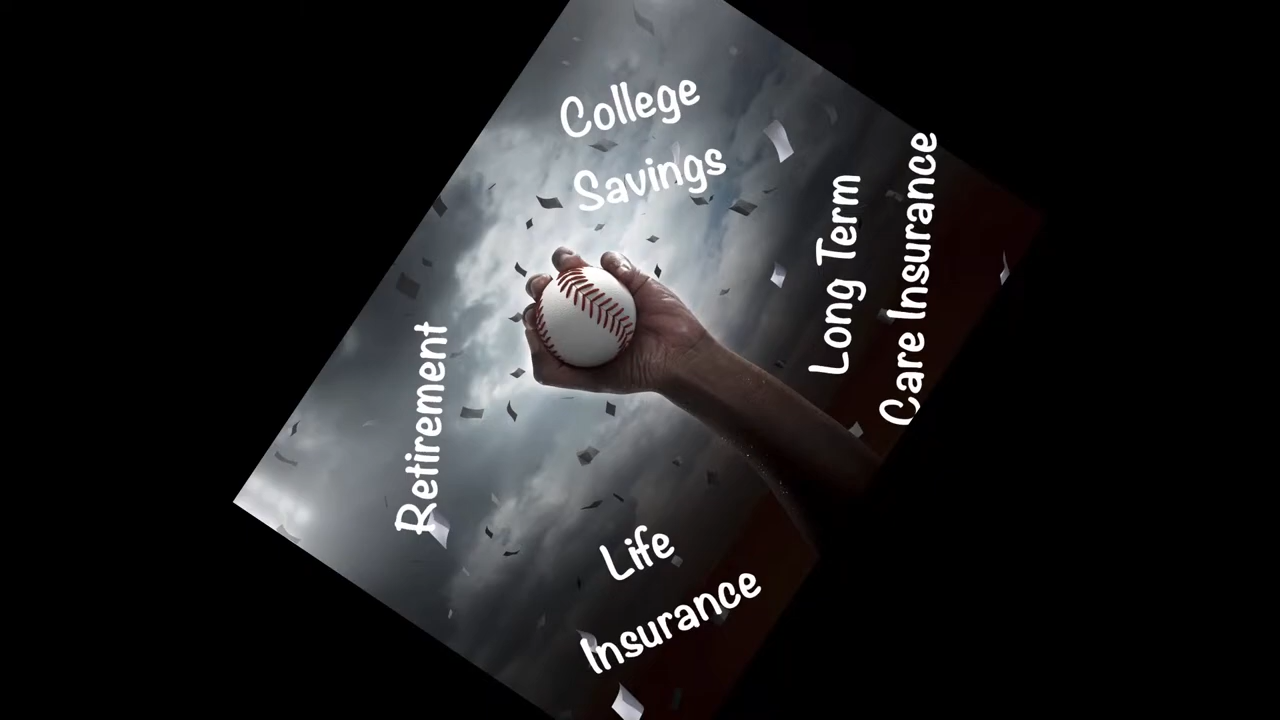 College
Savings
Retirement
Long Term
Care Insurance
Life
Insurance